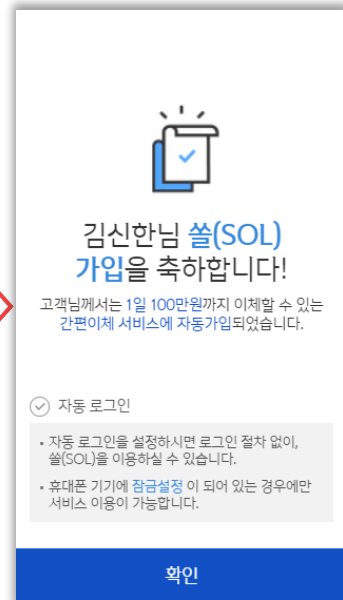 김신한님 쏠(SOL)
가입을 축하합니다!
고객님께서는 1일 100만원까지 이체할 수 있는
간편이체 서비스에 자동가입되었습니다.
자동 로그인
• 자동 로그인을 설정하시면 로그인 절차 없이,
쏠(SOL)을 이용하실 수 있습니다.
• 휴대폰 기기에 잠금설정 이 되어 있는 경우에만
서비스 이용이 가능합니다.
확인